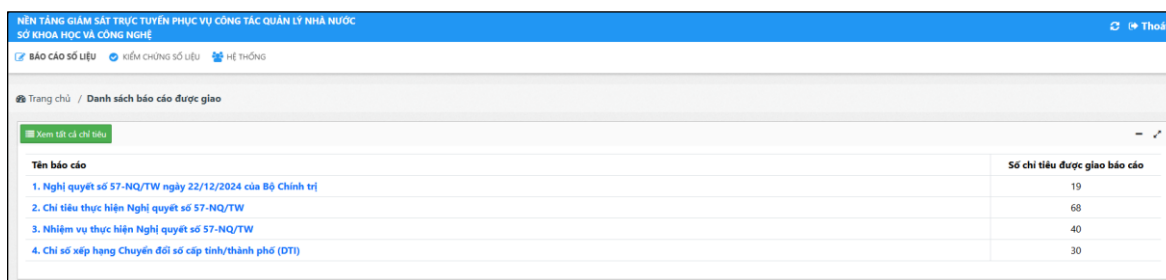 NỀN TẢNG GIÁM SÁT TRỰC TUYẾN PHỤC VỤ CÔNG TÁC QUẢN LÝ NHÀ NƯỚC
SỞ KHOA HỌC VÀ CÔNG NGHỆ
Thoá
BÁO CÁO SỐ LIỆU KIỂM CHỨNG SỐ LIỆU HỆ THỐNG
Trang chủ / Danh sách báo cáo được giao
Xem tất cả chỉ tiêu
Tên báo cáo Số chỉ tiêu được giao báo cáo
1. Nghị quyết số 57-NQ/TW ngày 22/12/2024 của Bộ Chính trị 19
2. Chỉ tiêu thực hiện Nghị quyết số 57-NQ/TW 68
3. Nhiệm vụ thực hiện Nghị quyết số 57-NQ/TW 40
4. Chỉ số xếp hạng Chuyển đổi số cấp tỉnh/thành phố (DTI) 30